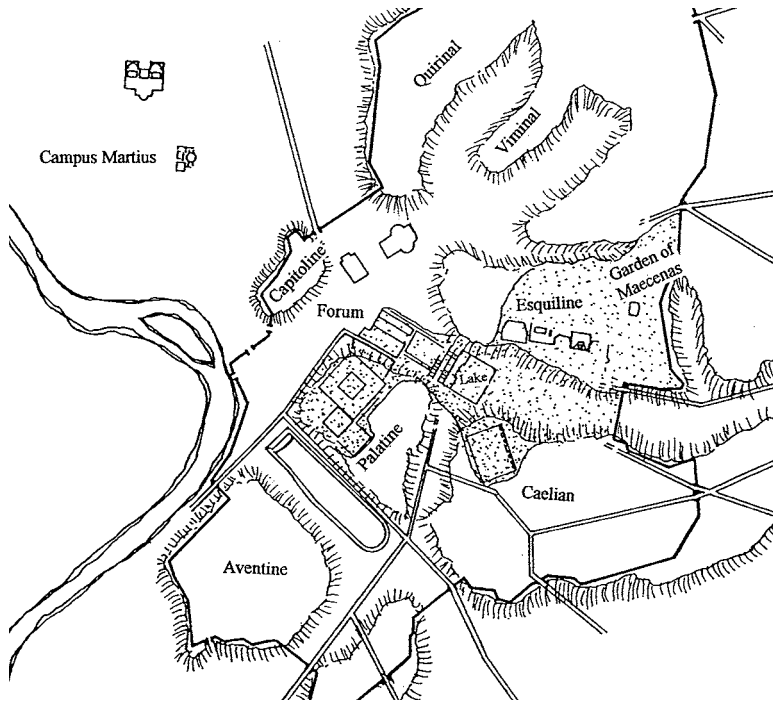 Quirinal
Viminal
Campus Martius
Capitoline
Garden of
Maecenas
Esquiline
Forum
Lake
Palatine
Caelian
Aventine